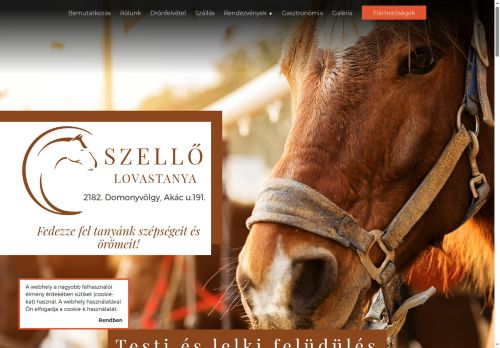 Bemutatkozás Rólunk Drónfelvétel Szállás Rendezvények ▼ Gasztronómia Galéria Elérhetőségek
SZELLŐ
LOVASTANYA
2182. Domonyvölgy, Akác u.191.
Fedezze fel tanyánk szépségeit és
örömeit!
A webhely a nagyobb felhasználói
élmény érdekében sütiket (cookie-
kat) használ. A webhely használatával
Ön elfogadja a cookie-k használatát.
Rendben
Testi és lelki felüdülés